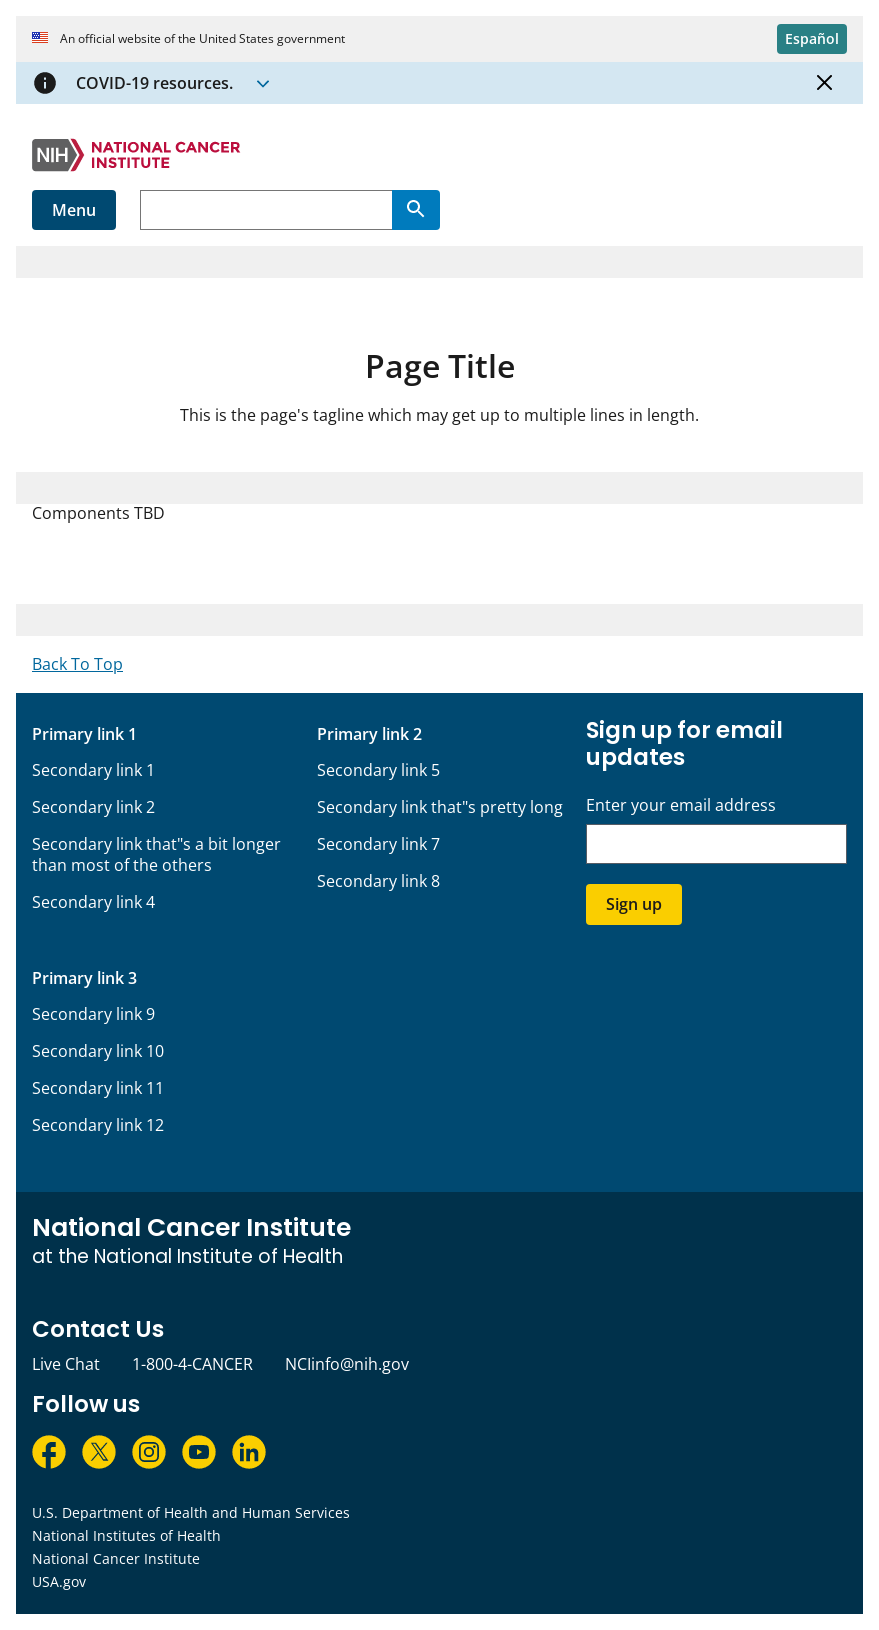 An official website of the United States government
Español
COVID-19 resources.
NIH
NATIONAL CANCER
INSTITUTE
Menu
Page Title
This is the page's tagline which may get up to multiple lines in length.
Components TBD
Back To Top
Primary link 1
Secondary link 1
Secondary link 2
Secondary link that"s a bit longer
than most of the others
Secondary link 4
Primary link 2
Secondary link 5
Secondary link that"s pretty long
Secondary link 7
Secondary link 8
Sign up for email
updates
Enter your email address
Sign up
Primary link 3
Secondary link 9
Secondary link 10
Secondary link 11
Secondary link 12
National Cancer Institute
at the National Institute of Health
Contact Us
Live Chat 1-800-4-CANCER NCIinfo@nih.gov
Follow us
U.S. Department of Health and Human Services
National Institutes of Health
National Cancer Institute
USA.gov